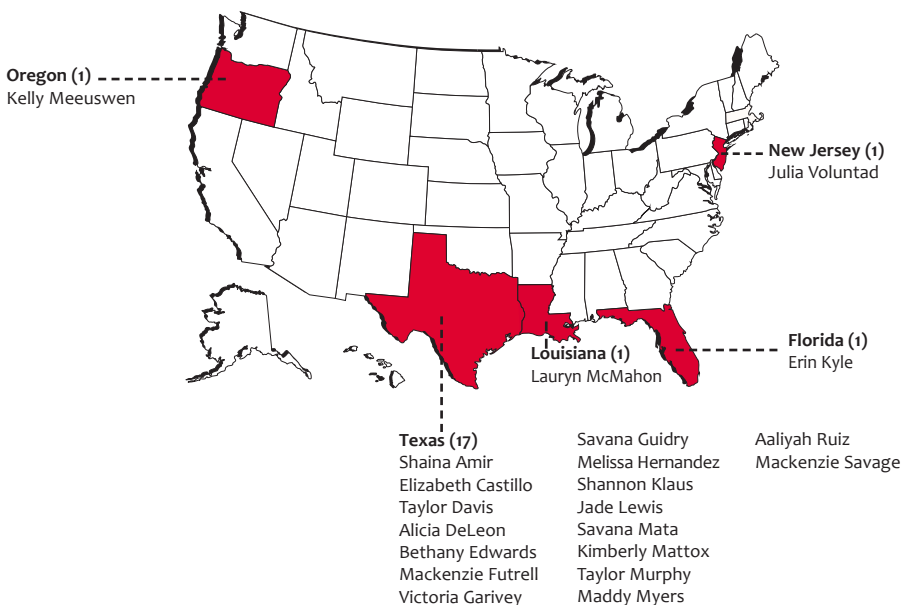 Oregon (1)
Kelly Meeuswen
New Jersey (1)
Julia Voluntad
Florida (1)
Erin Kyle
Louisiana (1)
Lauryn McMahon
Texas (17)
Shaina Amir
Elizabeth Castillo
Taylor Davis
Alicia DeLeon
Bethany Edwards
Mackenzie Futrell
Victoria Garivey
Savana Guidry
Melissa Hernandez
Shannon Klaus
Jade Lewis
Savana Mata
Kimberly Mattox
Taylor Murphy
Maddy Myers
Aaliyah Ruiz
Mackenzie Savage